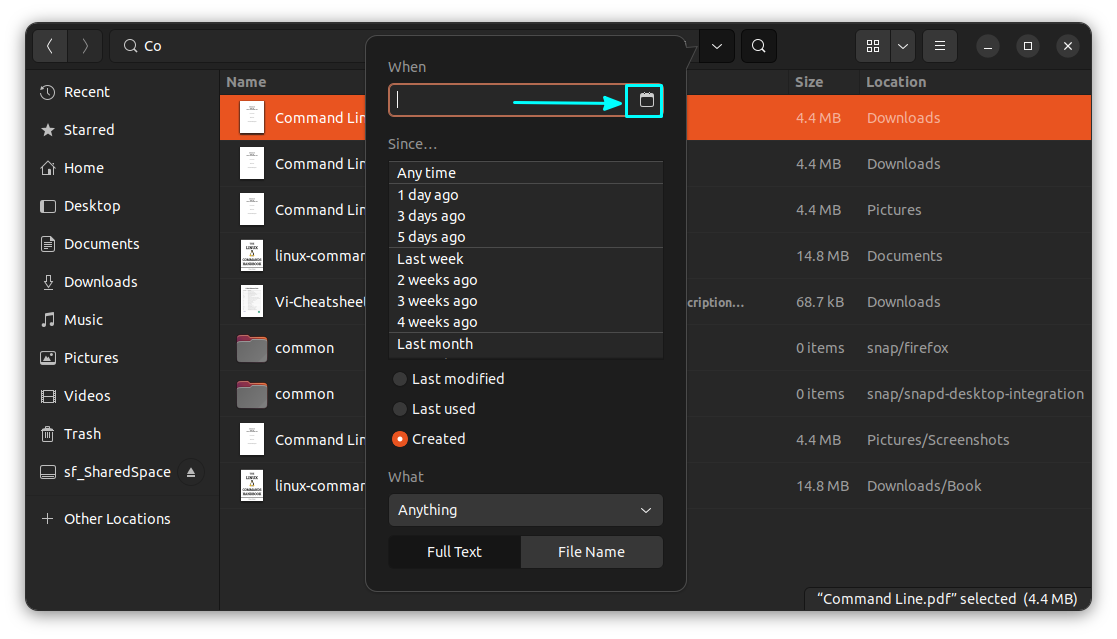 Co
When
Since...
Any time
1 day ago
3 days ago
5 days ago
Last week
2 weeks ago
3 weeks ago
4 weeks ago
Last month
Last modified
Last used
Created
What
Anything
Full Text
File Name
Recent
Starred
Home
Desktop
Documents
Downloads
Music
Pictures
Videos
Trash
sf_SharedSpace
Other Locations
Name Size Location
Command Lin 4.4 MB Downloads
Command Lin 4.4 MB Downloads
Command Lin 4.4 MB Pictures
linux-comman 14.8 MB Documents
Vi-Cheatsheet cription... 68.7 kB Downloads
common 0 items snap/firefox
common 0 items snap/snapd-desktop-integration
Command Lin 4.4 MB Pictures/Screenshots
linux-comman 14.8 MB Downloads/Book
“Command Line.pdf” selected (4.4 MB)